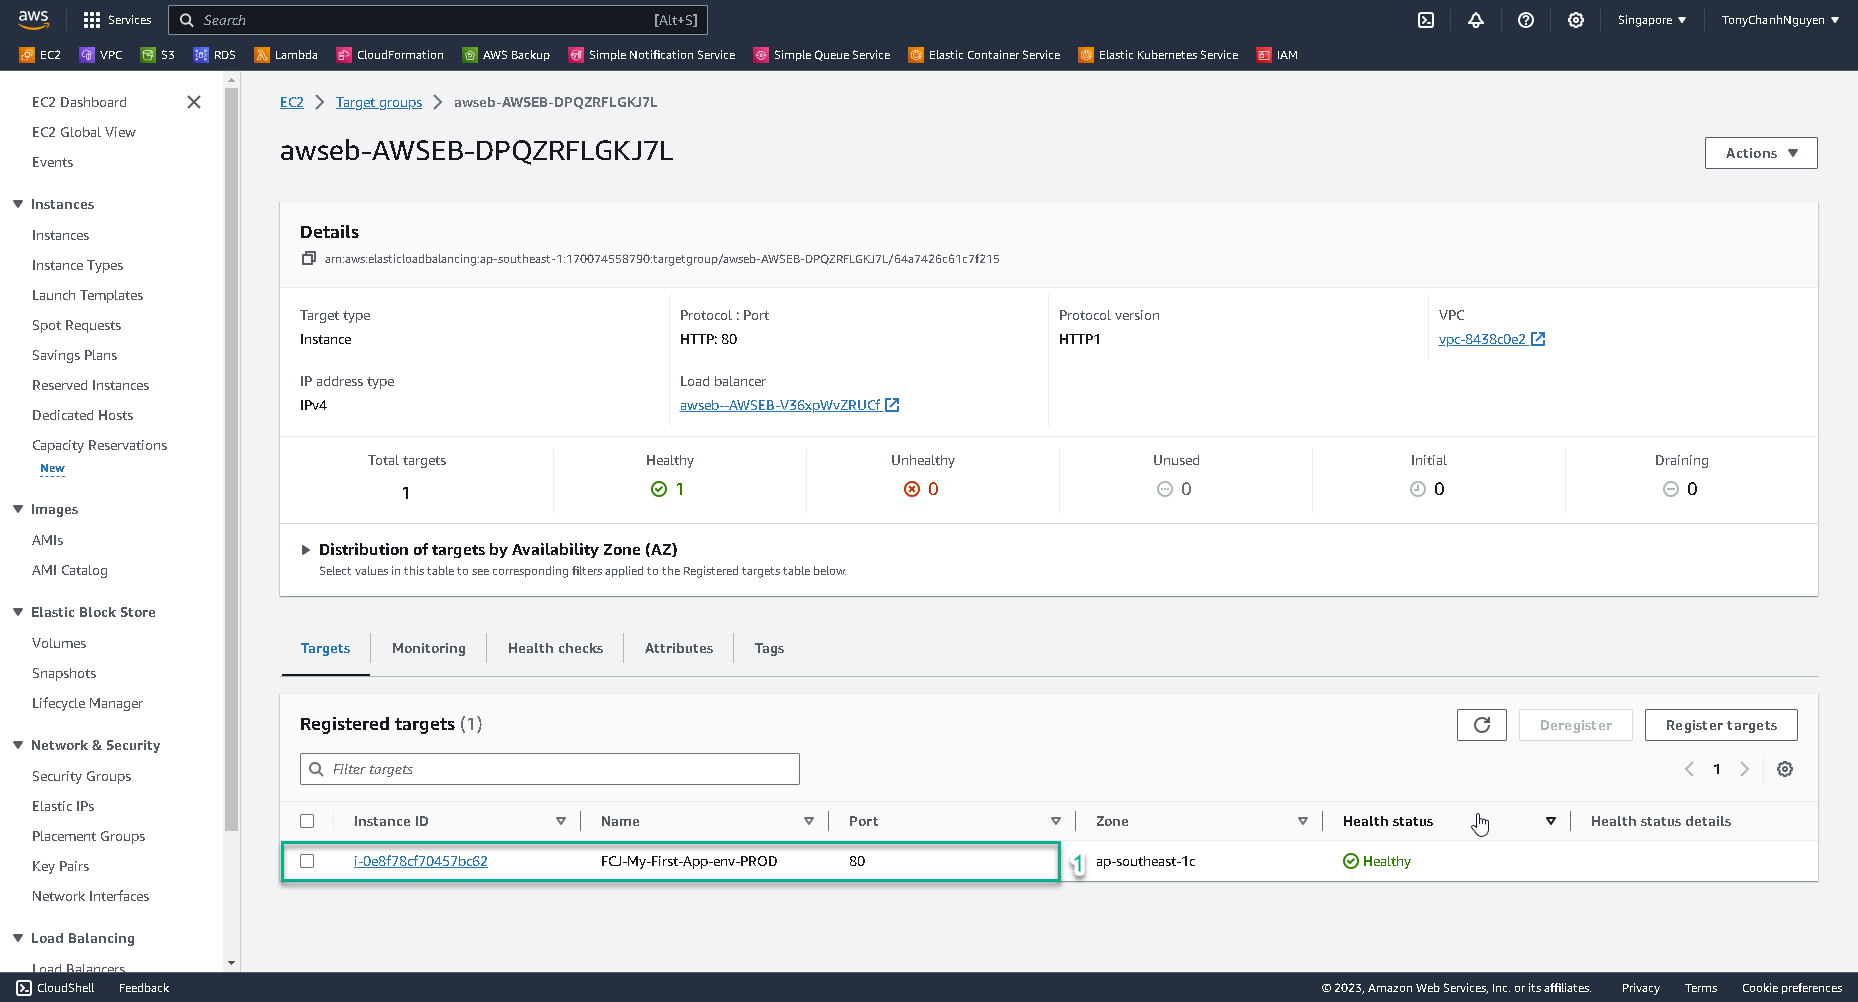 aws
Services
Search
[Alt+S]
Singapore
TonyChanhNguyen
EC2
VPC
S3
RDS
Lambda
CloudFormation
AWS Backup
Simple Notification Service
Simple Queue Service
Elastic Container Service
Elastic Kubernetes Service
IAM
EC2 Dashboard
EC2 Global View
Events
Instances
Instances
Instance Types
Launch Templates
Spot Requests
Savings Plans
Reserved Instances
Dedicated Hosts
Capacity Reservations
New
Images
AMIs
AMI Catalog
Elastic Block Store
Volumes
Snapshots
Lifecycle Manager
Network & Security
Security Groups
Elastic IPs
Placement Groups
Key Pairs
Network Interfaces
Load Balancing
Load Balancers
EC2 > Target groups > awseb-AWSEB-DPQZRFLGKJ7L
awseb-AWSEB-DPQZRFLGKJ7L
Actions
Details
arn:aws:elasticloadbalancing:ap-southeast-1:170074558790:targetgroup/awseb-AWSEB-DPQZRFLGKJ7L/64a7426c61c7f215
Target type
Instance
Protocol : Port
HTTP: 80
Protocol version
HTTP1
VPC
vpc-8438c0e2
IP address type
IPv4
Load balancer
awseb--AWSEB-V36xpWvZRUCf
Total targets
1
Healthy
1
Unhealthy
0
Unused
0
Initial
0
Draining
0
Distribution of targets by Availability Zone (AZ)
Select values in this table to see corresponding filters applied to the Registered targets table below.
Targets
Monitoring
Health checks
Attributes
Tags
Registered targets (1)
Deregister
Register targets
Filter targets
1
Instance ID
Name
Port
Zone
Health status
Health status details
i-0e8f78cf70457bc62
FCJ-My-First-App-env-PROD
80
1
ap-southeast-1c
Healthy
CloudShell
Feedback
© 2023, Amazon Web Services, Inc. or its affiliates.
Privacy
Terms
Cookie preferences